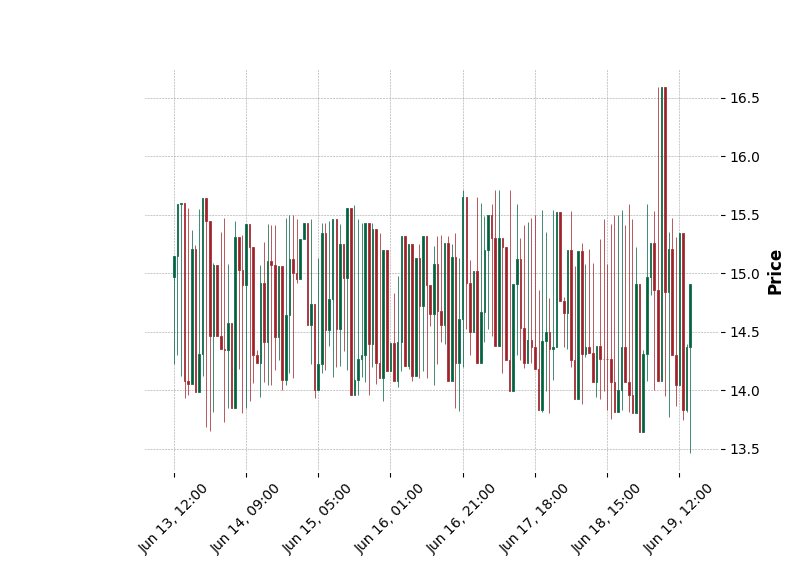 16.5
16.0
15.5
15.0
14.5
14.0
13.5
Price
Jun 13, 12:00
Jun 14, 09:00
Jun 15, 05:00
Jun 16, 01:00
Jun 16, 21:00
Jun 17, 18:00
Jun 18, 15:00
Jun 19, 12:00